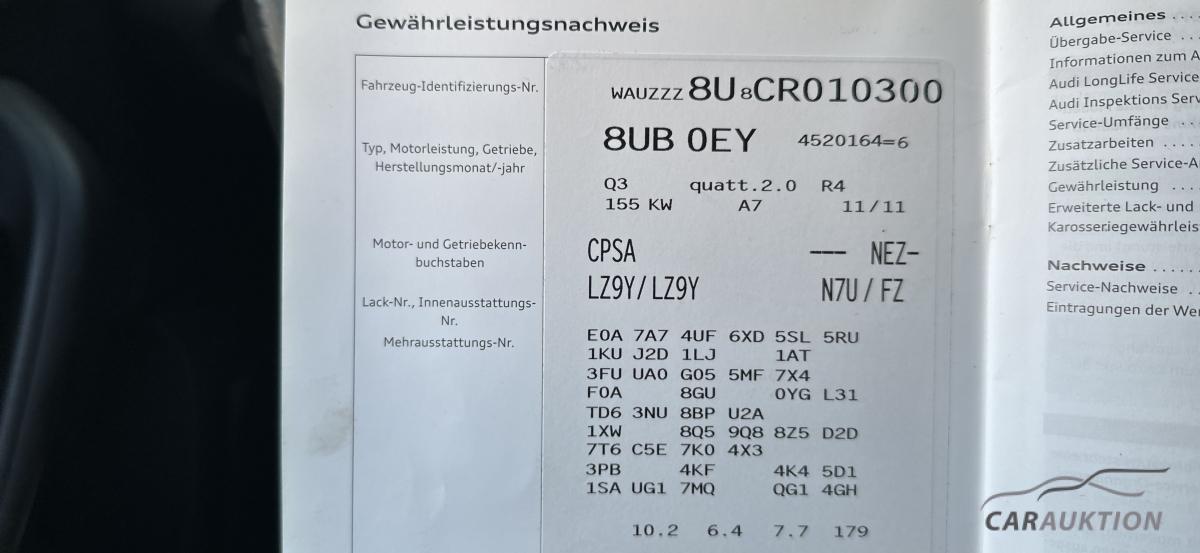 Gewährleistungsnachweis
Fahrzeug-Identifizierungs-Nr.
WAUZZZ 8U 8 CR010300
Typ, Motorleistung, Getriebe,
Herstellungsmonat/-jahr
8UB 0EY 4520164=6
Q3 quatt.2.0 R4
155 KW A7 11/11
Motor- und Getriebekenn-
buchstaben
CPSA --- NEZ-
Lack-Nr., Innenausstattungs-
Nr.
LZ9Y/LZ9Y N7U/FZ
Mehrausstattungs-Nr.
E0A 7A7 4UF 6XD 5SL 5RU
1KU J2D 1LJ 1AT
3FU UA0 G05 5MF 7X4
F0A 8GU 0YG L31
TD6 3NU 8BP U2A
1XW 8Q5 9Q8 8Z5 D2D
7T6 C5E 7K0 4X3
3PB 4KF 4K4 5D1
1SA UG1 7MQ QG1 4GH
10.2 6.4 7.7 179
Allgemeines . . .
Übergabe-Service . . .
Informationen zum A
Audi LongLife Service
Audi Inspektions Serv
Service-Umfänge . .
Zusatzarbeiten . . . .
Zusätzliche Service-A
Gewährleistung . . .
Erweiterte Lack- und
Karosseriegewährleis
Nachweise . . . . .
Service-Nachweise . .
Eintragungen der Wer
CARAUKTION